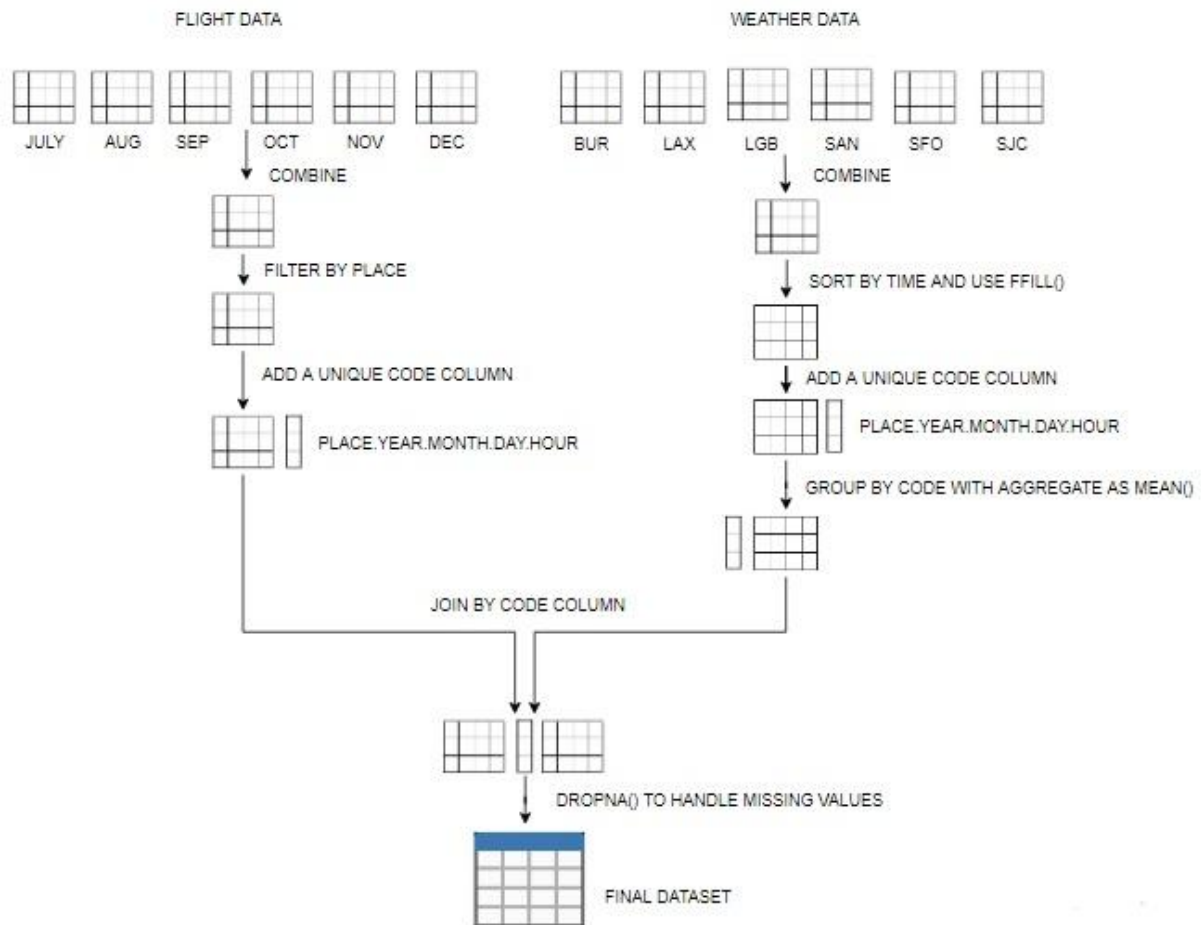 FLIGHT DATA
WEATHER DATA
JULY
AUG
SEP
OCT
NOV
DEC
BUR
LAX
LGB
SAN
SFO
SJC
COMBINE
COMBINE
FILTER BY PLACE
SORT BY TIME AND USE FFILL()
ADD A UNIQUE CODE COLUMN
ADD A UNIQUE CODE COLUMN
PLACE.YEAR.MONTH.DAY.HOUR
PLACE.YEAR.MONTH.DAY.HOUR
GROUP BY CODE WITH AGGREGATE AS MEAN()
JOIN BY CODE COLUMN
DROPNA() TO HANDLE MISSING VALUES
FINAL DATASET